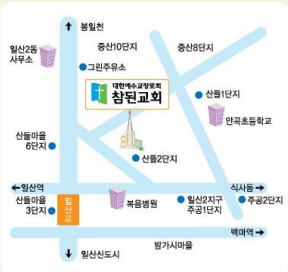 봉일천
일산2동
사무소
중산10단지
중산8단지
그린주유소
대한예수교장로회
참된교회
산들1단지
안곡초등학교
산들마을
6단지
산들2단지
←일산역
식사동→
산들마을
3단지
일산교
복음병원
일산2지구
주공1단지
주공2단지
백마역→
밤가시마을
일산신도시